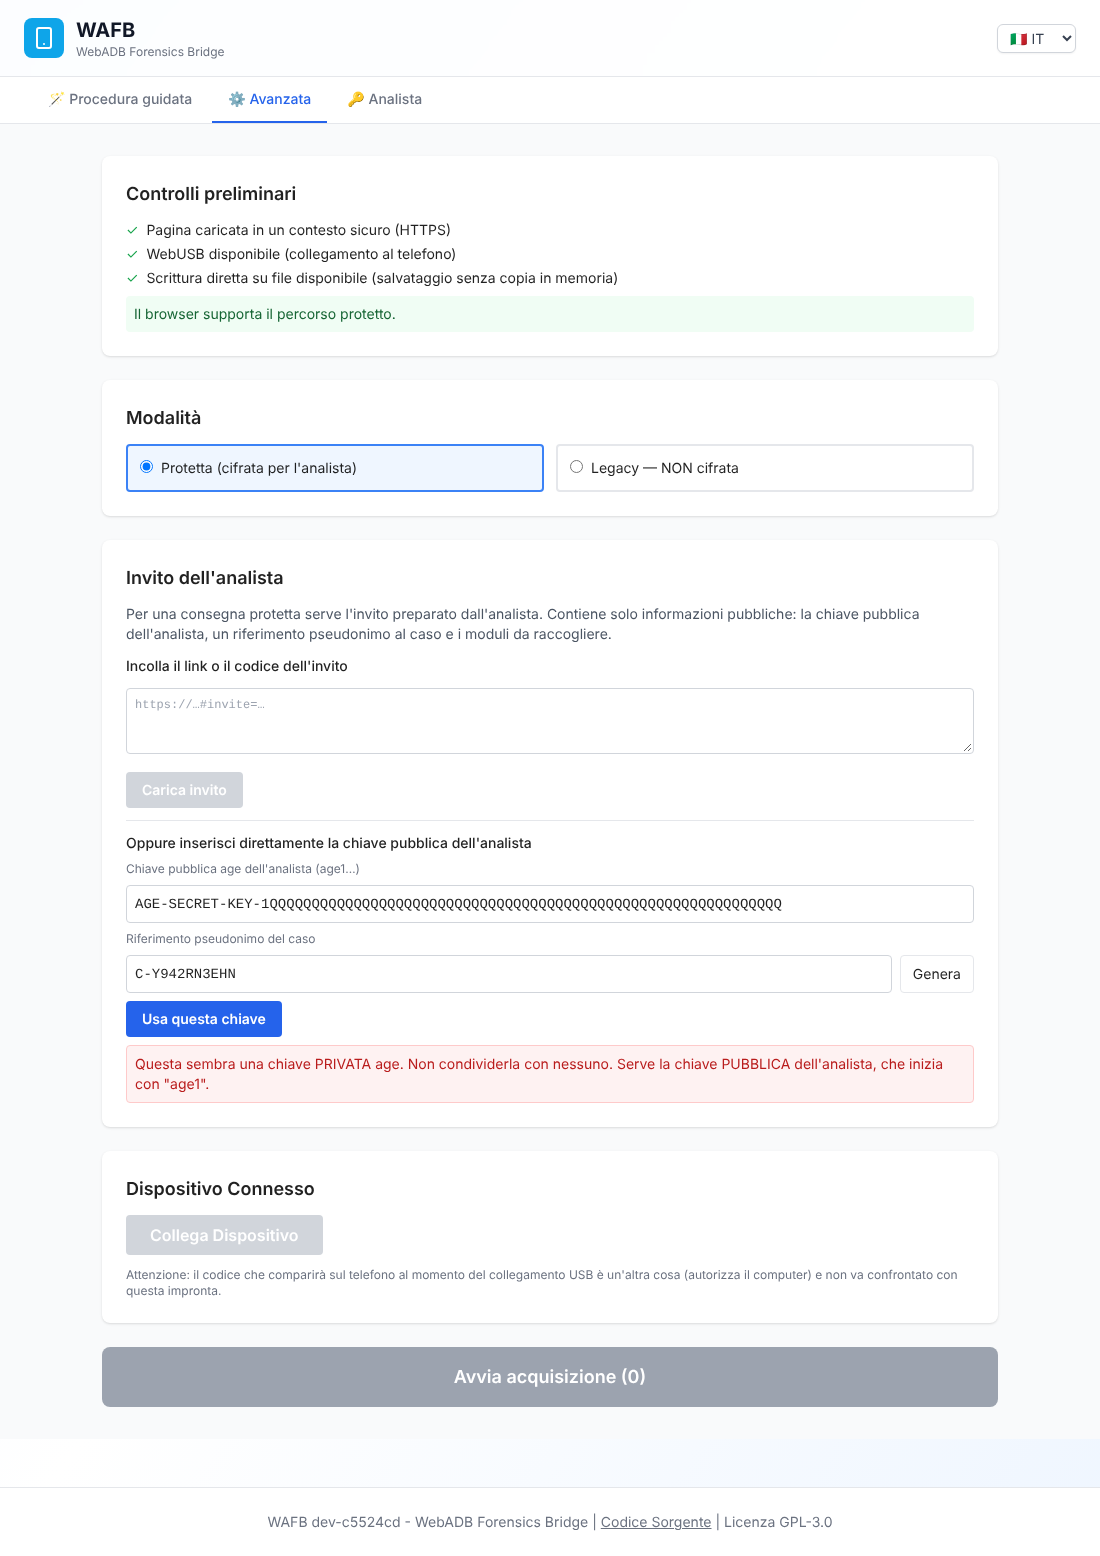 WAFB
WebADB Forensics Bridge
IT
Procedura guidata
Avanzata
Analista
Controlli preliminari
✓ Pagina caricata in un contesto sicuro (HTTPS)
✓ WebUSB disponibile (collegamento al telefono)
✓ Scrittura diretta su file disponibile (salvataggio senza copia in memoria)
Il browser supporta il percorso protetto.
Modalità
Protetta (cifrata per l'analista)
Legacy — NON cifrata
Invito dell'analista
Per una consegna protetta serve l'invito preparato dall'analista. Contiene solo informazioni pubbliche: la chiave pubblica
dell'analista, un riferimento pseudonimo al caso e i moduli da raccogliere.
Incolla il link o il codice dell'invito
https://…#invite=…
Carica invito
Oppure inserisci direttamente la chiave pubblica dell'analista
Chiave pubblica age dell'analista (age1…)
AGE-SECRET-KEY-1QQQQQQQQQQQQQQQQQQQQQQQQQQQQQQQQQQQQQQQQQQQQQQQQQQQQQQQQQQQQQ
Riferimento pseudonimo del caso
C-Y942RN3EHN
Genera
Usa questa chiave
Questa sembra una chiave PRIVATA age. Non condividerla con nessuno. Serve la chiave PUBBLICA dell'analista, che inizia
con "age1".
Dispositivo Connesso
Collega Dispositivo
Attenzione: il codice che comparirà sul telefono al momento del collegamento USB è un'altra cosa (autorizza il computer) e non va confrontato con
questa impronta.
Avvia acquisizione (0)
WAFB dev-c5524cd - WebADB Forensics Bridge | Codice Sorgente | Licenza GPL-3.0